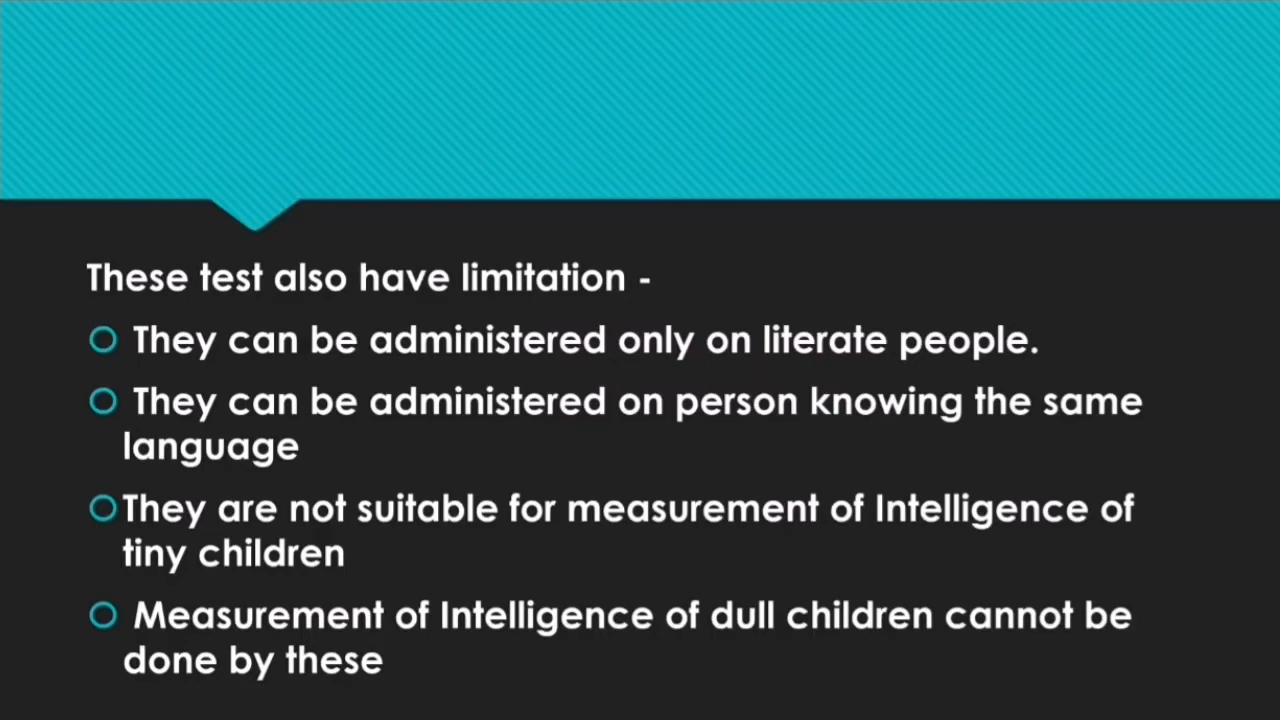 These test also have limitation -
They can be administered only on literate people.
They can be administered on person knowing the same
language
They are not suitable for measurement of Intelligence of
tiny children
Measurement of Intelligence of dull children cannot be
done by these